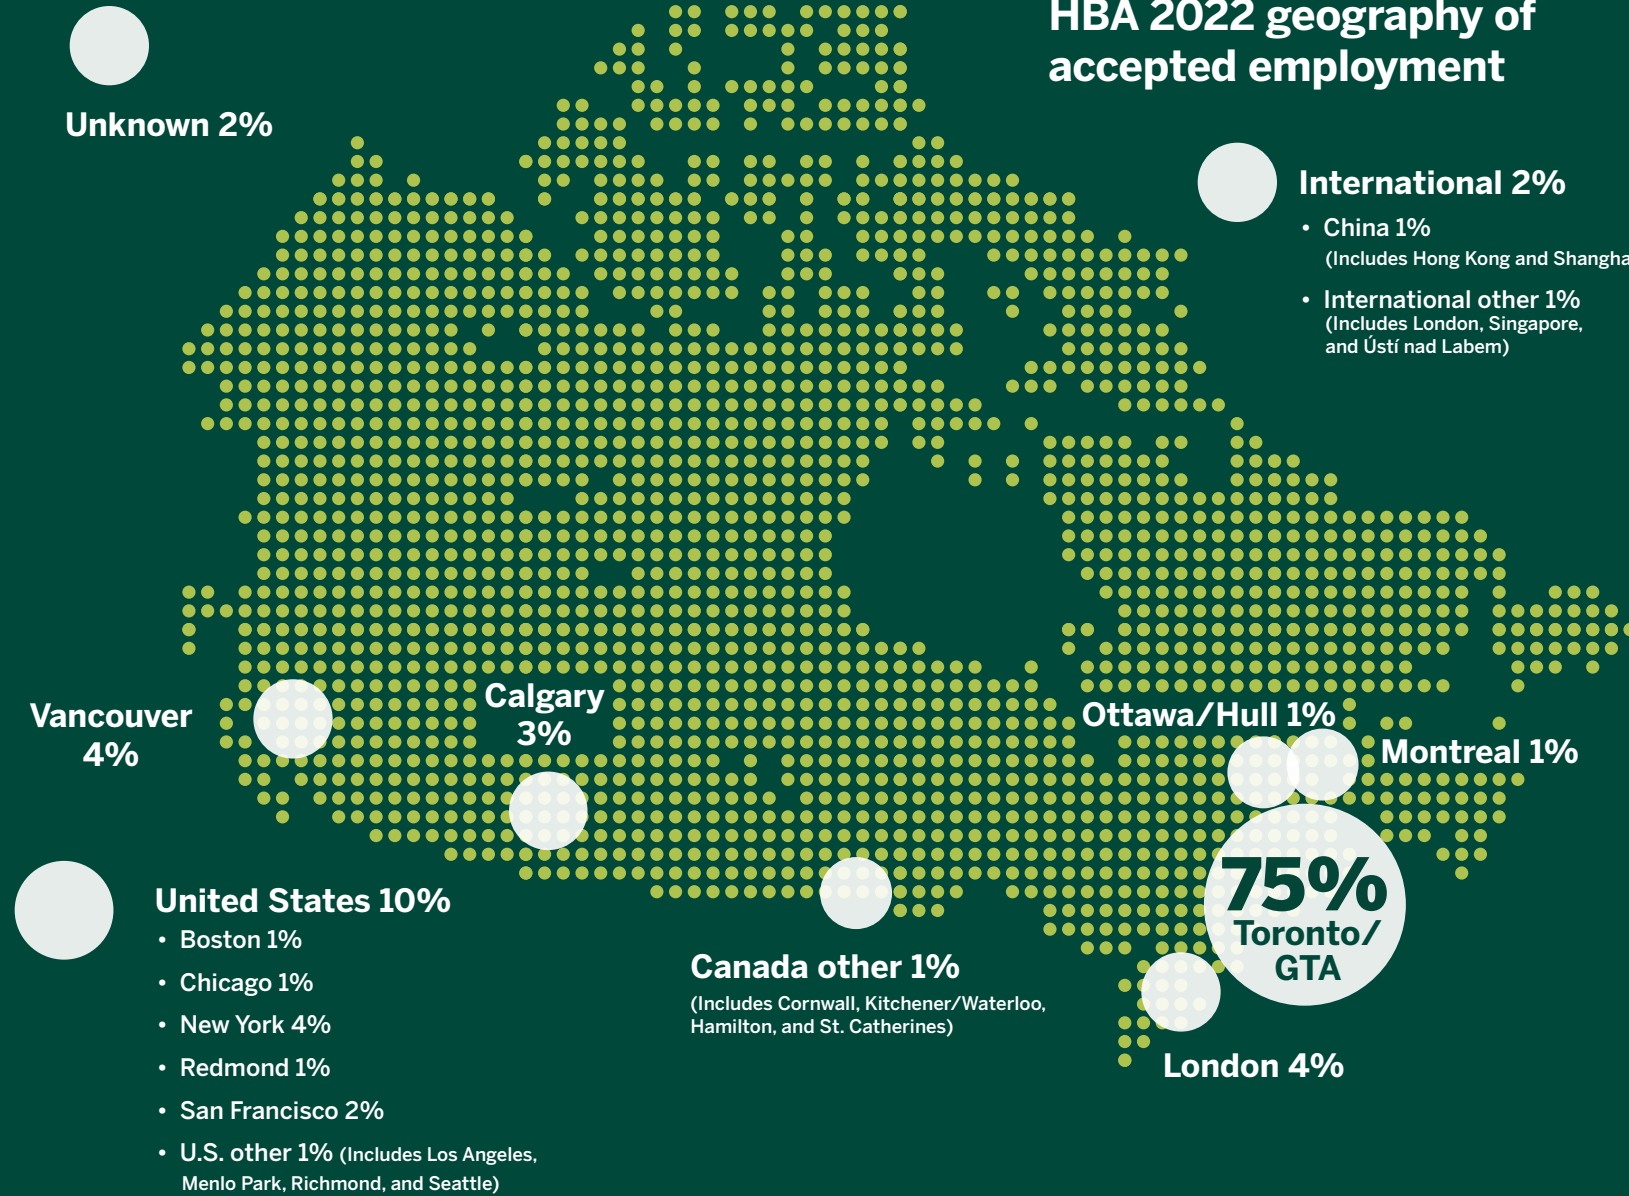 HBA 2022 geography of
accepted employment
Unknown 2%
International 2%
• China 1%
(Includes Hong Kong and Shangha
• International other 1%
(Includes London, Singapore,
and Ústí nad Labem)
Vancouver
4%
Calgary
3%
Ottawa/Hull 1%
Montreal 1%
75%
Toronto/
GTA
United States 10%
• Boston 1%
• Chicago 1%
• New York 4%
• Redmond 1%
• San Francisco 2%
• U.S. other 1% (Includes Los Angeles,
Menlo Park, Richmond, and Seattle)
Canada other 1%
(Includes Cornwall, Kitchener/Waterloo,
Hamilton, and St. Catherines)
London 4%